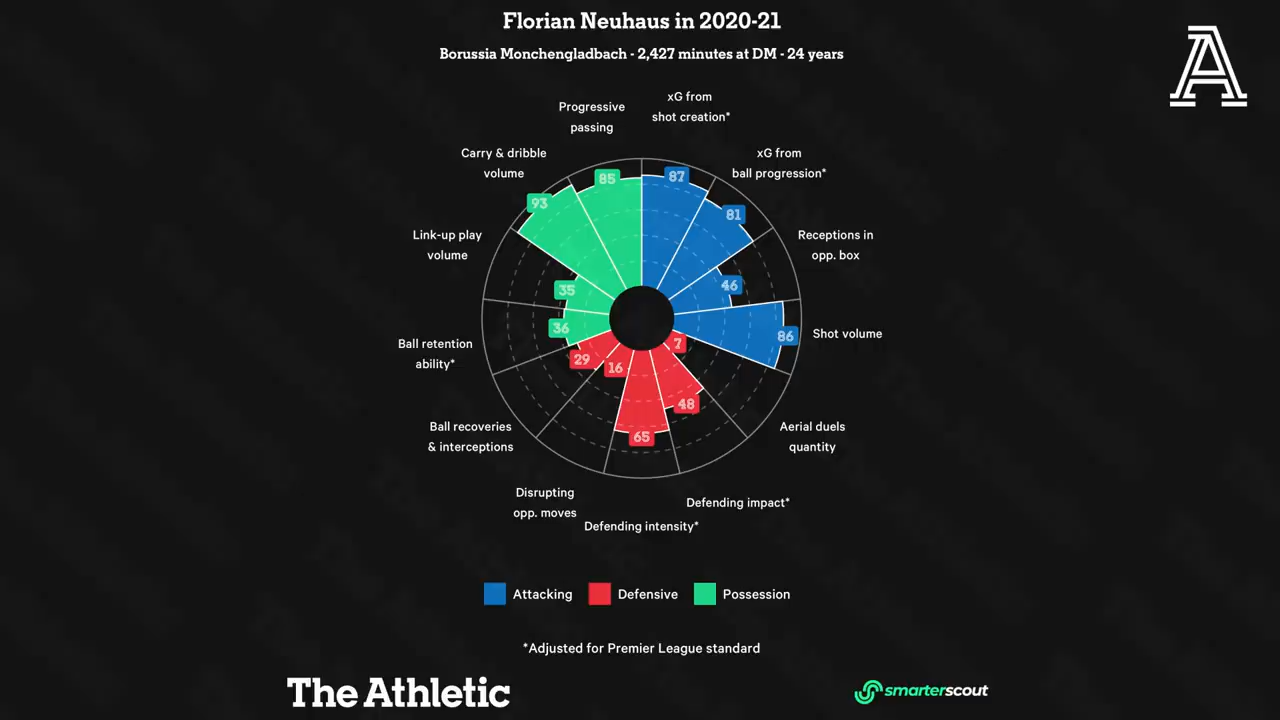 Florian Neuhaus in 2020-21
Borussia Monchengladbach - 2,427 minutes at DM - 24 years
A
xG from
shot creation*
Progressive
passing
xG from
ball progression*
Carry & dribble
volume
87
85
93
81
Link-up play
volume
Receptions in
opp. box
46
35
36
86
Shot volume
Ball retention
ability*
7
29
16
48
65
Ball recoveries
& interceptions
Aerial duels
quantity
Disrupting
opp. moves
Defending impact*
Defending intensity*
Attacking
Defensive
Possession
*Adjusted for Premier League standard
The Athletic
smarterscout